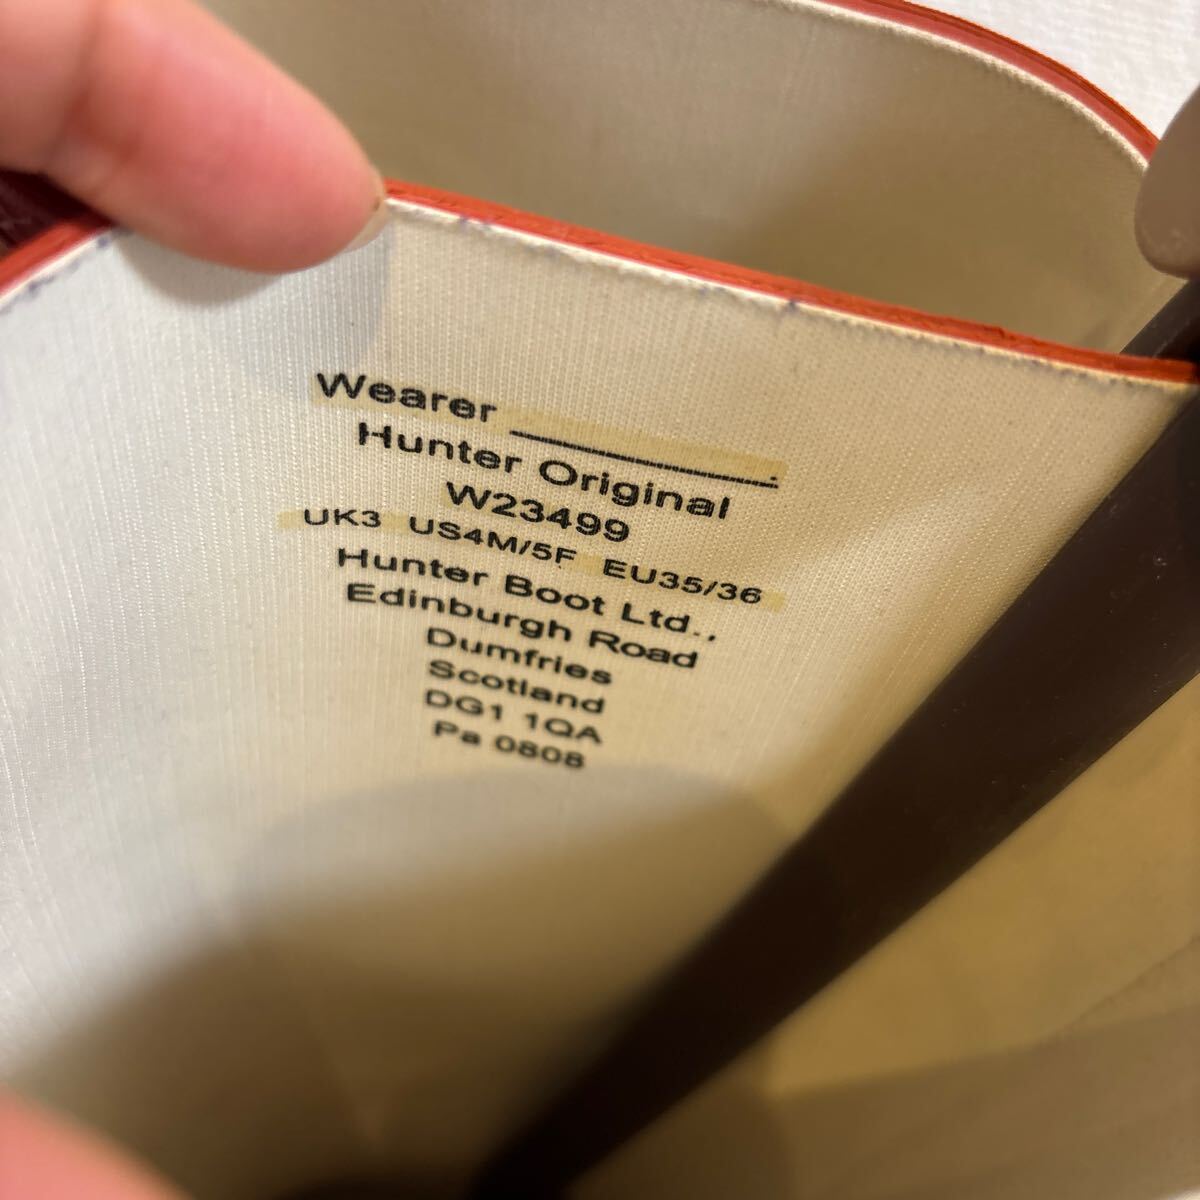 Wearer ____________.
Hunter Original
W23499
UK3 US4M/5F EU35/36
Hunter Boot Ltd.,
Edinburgh Road
Dumfries
Scotland
DG1 1QA
Pa 0808